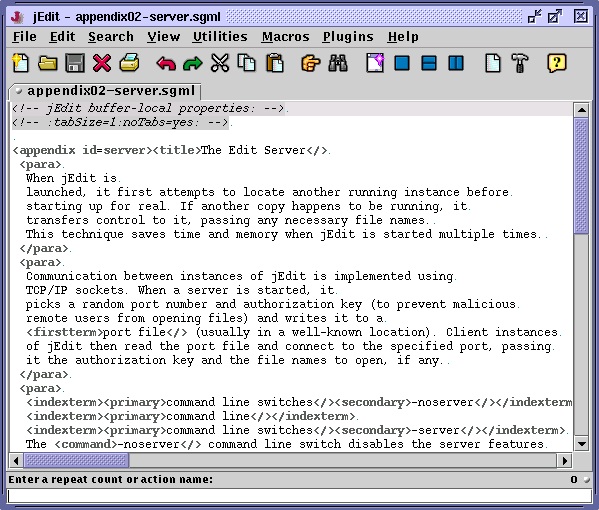 jEdit - appendix02-server.sgml
File Edit Search View Utilities Macros Plugins Help
appendix02-server.sgml
<!-- jEdit buffer-local properties: -->.
<!-- :tabSize=1:noTabs=yes: -->.
.
<appendix id=server><title>The Edit Server</>.
<para>.
When jEdit is.
launched, it first attempts to locate another running instance before.
starting up for real. If another copy happens to be running, it.
transfers control to it, passing any necessary file names..
This technique saves time and memory when jEdit is started multiple times..
</para>.
<para>.
Communication between instances of jEdit is implemented using.
TCP/IP sockets. When a server is started, it.
picks a random port number and authorization key (to prevent malicious.
remote users from opening files) and writes it to a.
<firstterm>port file</> (usually in a well-known location). Client instances.
of jEdit then read the port file and connect to the specified port, passing.
it the authorization key and the file names to open, if any..
</para>.
<para>.
<indexterm><primary>command line switches</><secondary>-noserver</></indexterm
<indexterm><primary>command line</></indexterm>.
<indexterm><primary>command line switches</><secondary>-server</></indexterm>.
The <command>-noserver</> command line switch disables the server features.
Enter a repeat count or action name: 0